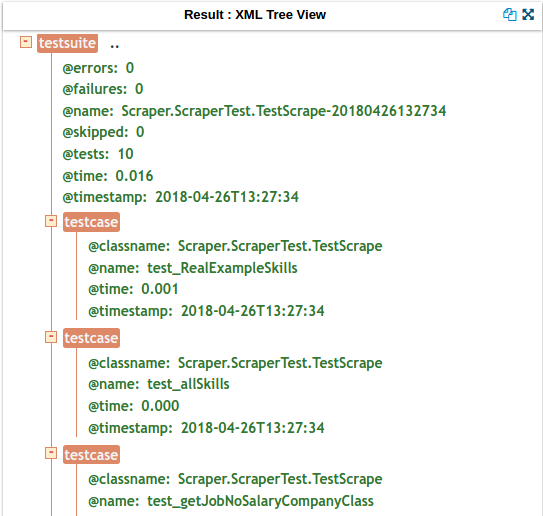 Result : XML Tree View
testsuite ..
@errors: 0
@failures: 0
@name: Scraper.ScraperTest.TestScrape-20180426132734
@skipped: 0
@tests: 10
@time: 0.016
@timestamp: 2018-04-26T13:27:34
testcase
@classname: Scraper.ScraperTest.TestScrape
@name: test_RealExampleSkills
@time: 0.001
@timestamp: 2018-04-26T13:27:34
testcase
@classname: Scraper.ScraperTest.TestScrape
@name: test_allSkills
@time: 0.000
@timestamp: 2018-04-26T13:27:34
testcase
@classname: Scraper.ScraperTest.TestScrape
@name: test_getJobNoSalaryCompanyClass